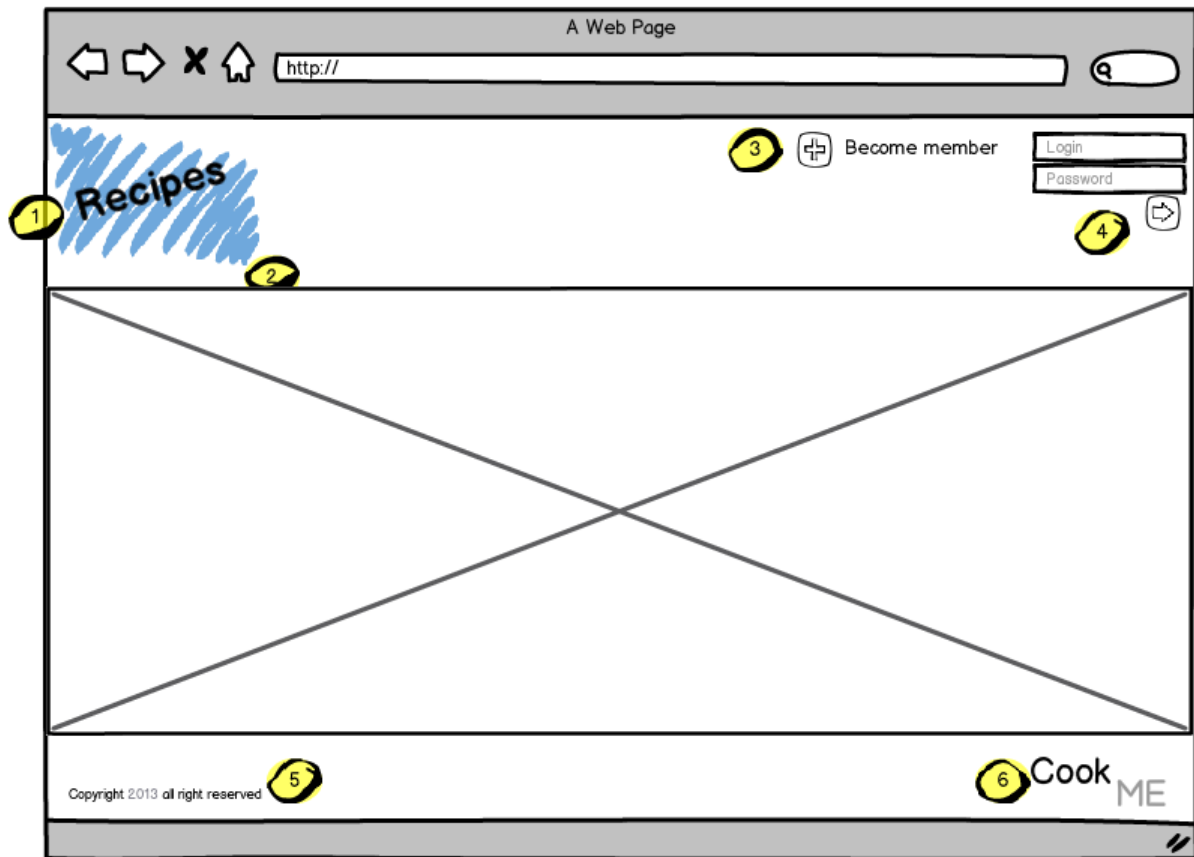 A Web Page
http://
3
Become member
Login
Password
Recipes
1
4
2
5
6
Cook
ME
Copyright 2013 all right reserved